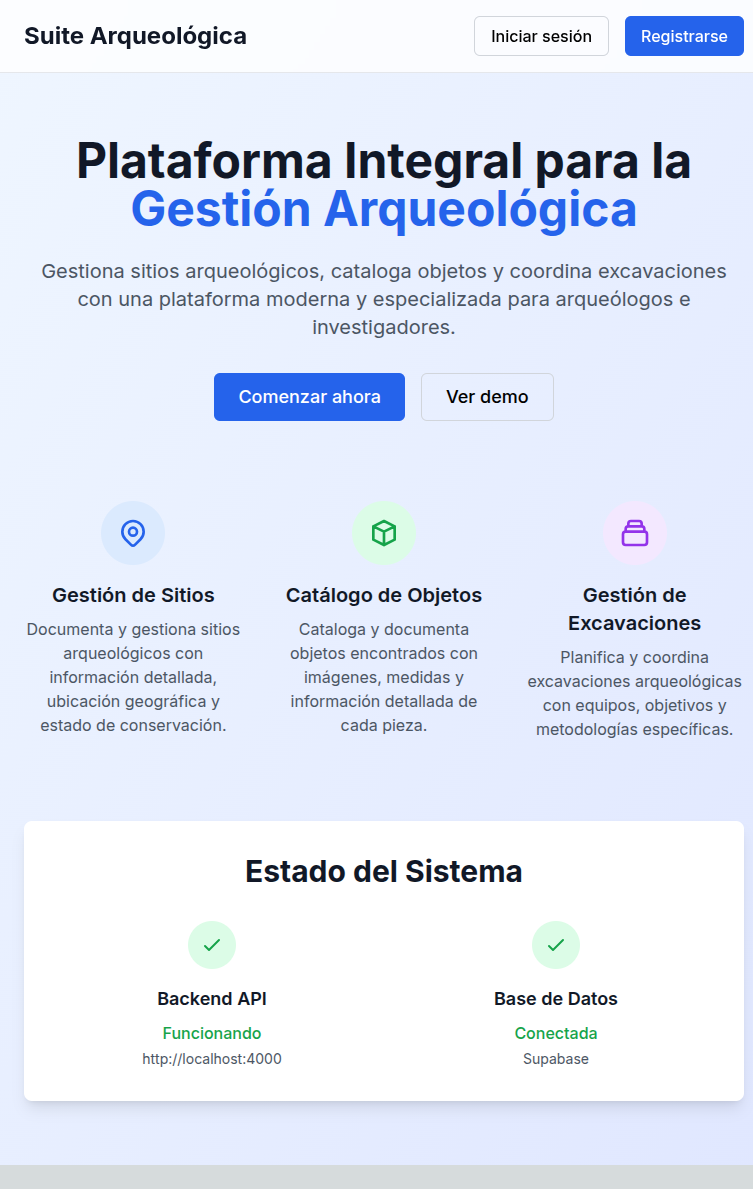 Suite Arqueológica
Iniciar sesión
Registrarse
Plataforma Integral para la
Gestión Arqueológica
Gestiona sitios arqueológicos, cataloga objetos y coordina excavaciones
con una plataforma moderna y especializada para arqueólogos e
investigadores.
Comenzar ahora
Ver demo
Gestión de Sitios
Documenta y gestiona sitios
arqueológicos con
información detallada,
ubicación geográfica y
estado de conservación.
Catálogo de Objetos
Cataloga y documenta
objetos encontrados con
imágenes, medidas y
información detallada de
cada pieza.
Gestión de
Excavaciones
Planifica y coordina
excavaciones arqueológicas
con equipos, objetivos y
metodologías específicas.
Estado del Sistema
Backend API
Funcionando
http://localhost:4000
Base de Datos
Conectada
Supabase